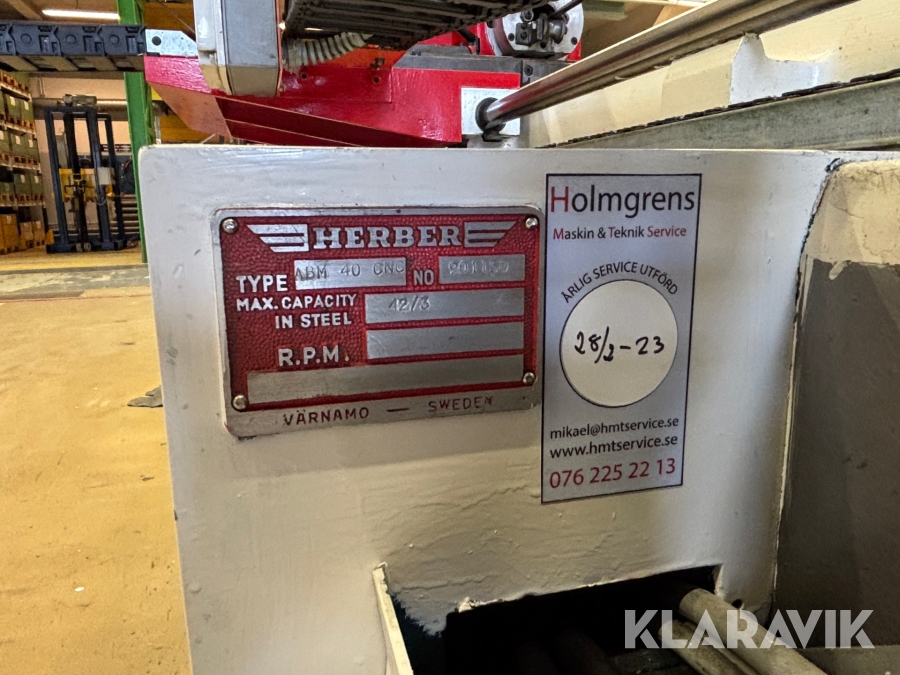 HERBER
TYPE ABM 40 CNC NO
MAX. CAPACITY
IN STEEL 42/3
R.P.M.
VÄRNAMO — SWEDEN
Holmgrens
Maskin & Teknik Service
ÅRLIG SERVICE UTFÖRD
28/2-23
mikael@hmtservice.se
www.hmtservice.se
076 225 22 13
KLARAVIK